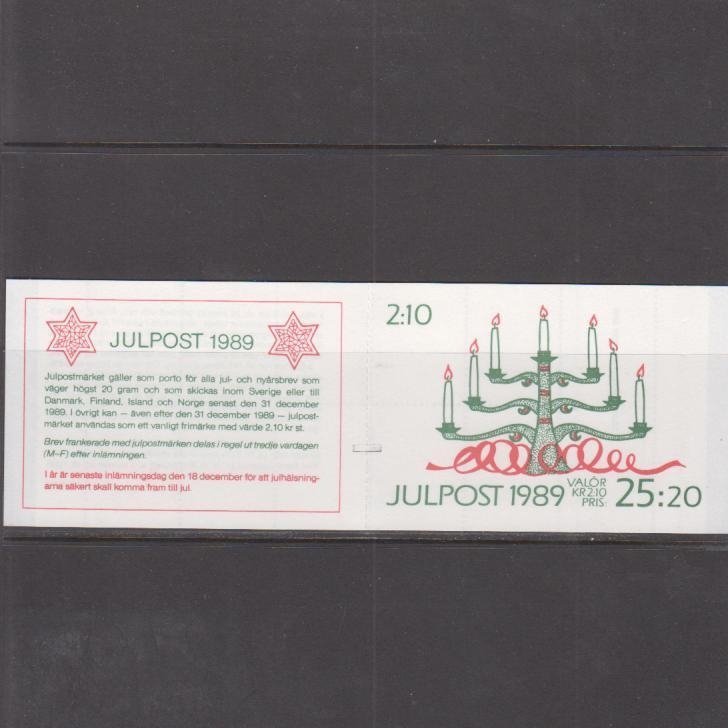 JULPOST 1989
Julpostmärket gäller som porto för alla jul- och nyårsbrev som
väger högst 20 gram och som skickas inom Sverige eller till
Danmark, Finland, Island och Norge senast den 31 december
1989. I övrigt kan – även efter den 31 december 1989 – julpost-
märket användas som ett vanligt frimärke med värde 2,10 kr st.
Brev frankerade med julpostmärken delas i regel ut tredje vardagen
(M–F) efter inlämningen.
I år är senaste inlämningsdag den 18 december för att julhälsning-
arna säkert skall komma fram till jul.
2:10
JULPOST 1989
VALÖR
KR 2:10
PRIS:
25:20